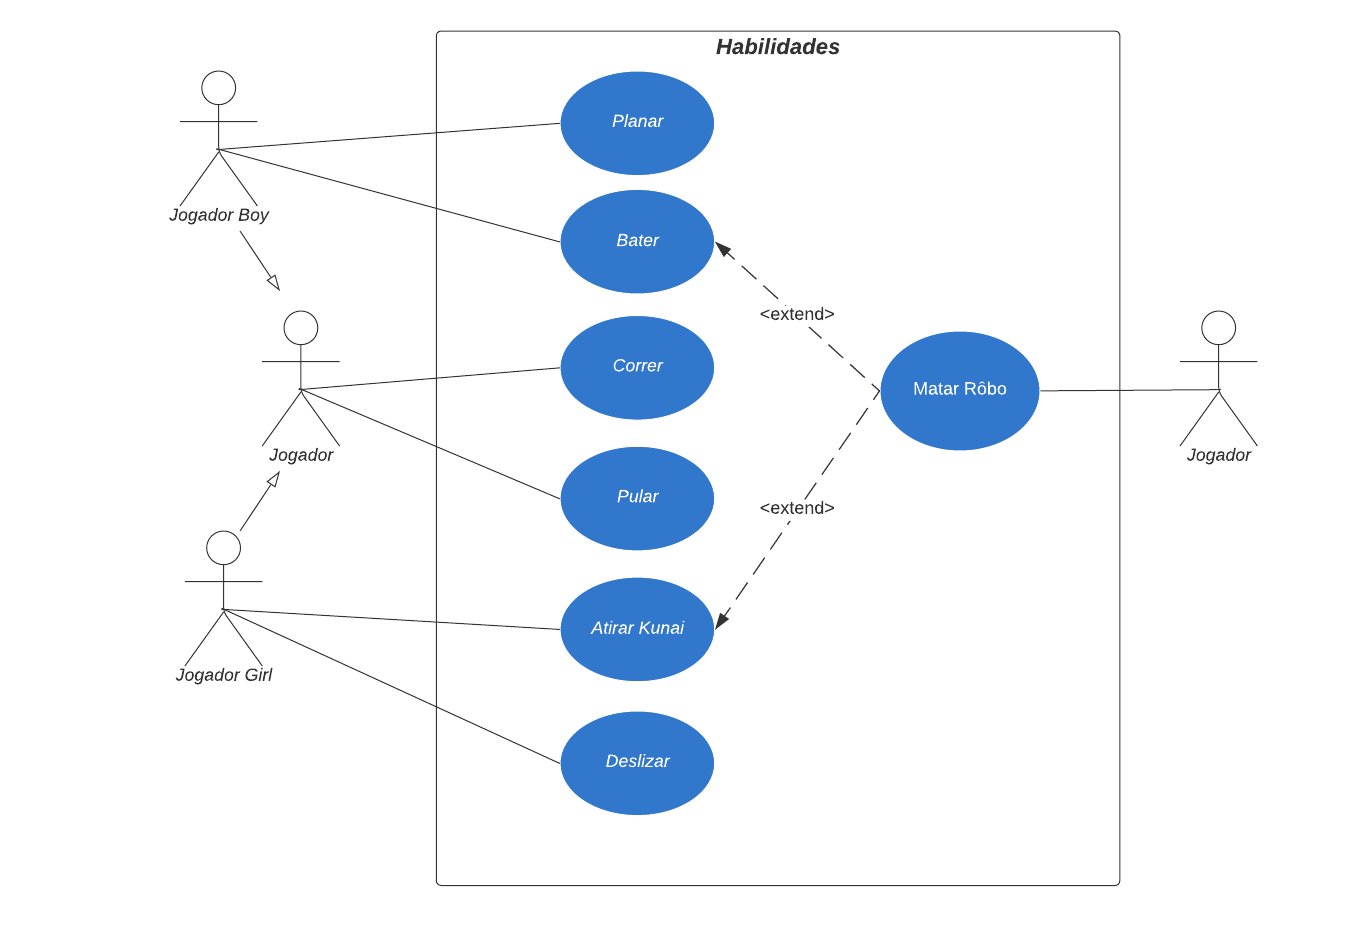 Habilidades
Planar
Jogador Boy
Bater
<extend>
Correr
Matar Rôbo
Jogador
Jogador
Pular
<extend>
Atirar Kunai
Jogador Girl
Deslizar